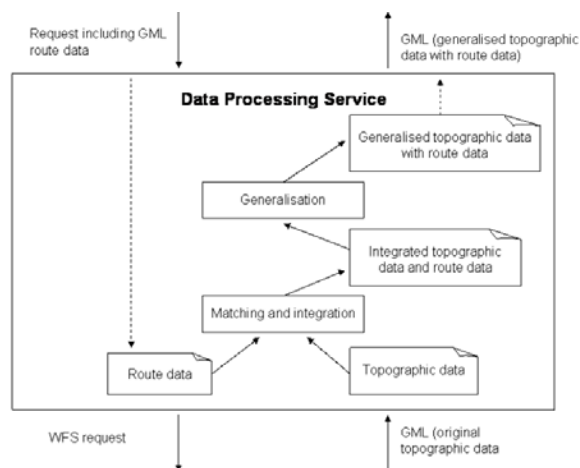 Request including GML
route data
GML (generalised topographic
data with route data)
Data Processing Service
Generalised topographic data
with route data
Generalisation
Integrated topographic
data and route data
Matching and integration
Route data
Topographic data
WFS request
GML (original
topographic data